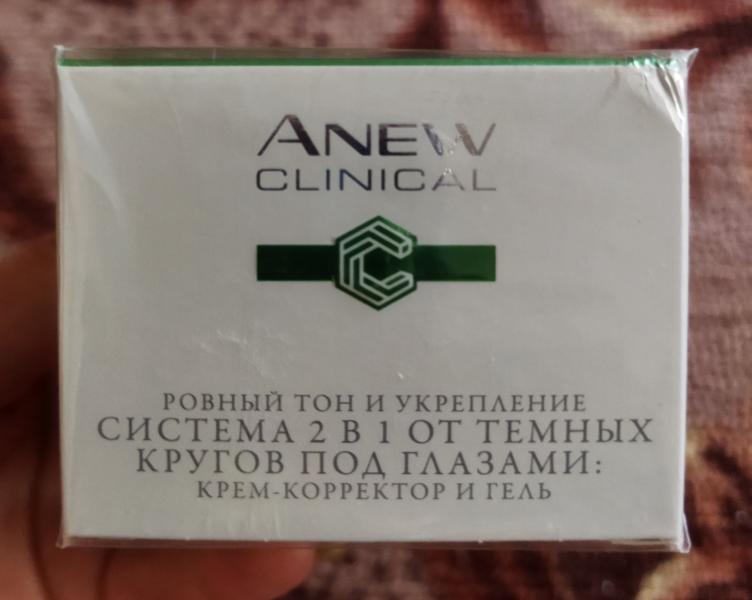 ANEW
CLINICAL
РОВНЫЙ ТОН И УКРЕПЛЕНИЕ
СИСТЕМА 2 В 1 ОТ ТЕМНЫХ
КРУГОВ ПОД ГЛАЗАМИ:
КРЕМ-КОРРЕКТОР И ГЕЛЬ